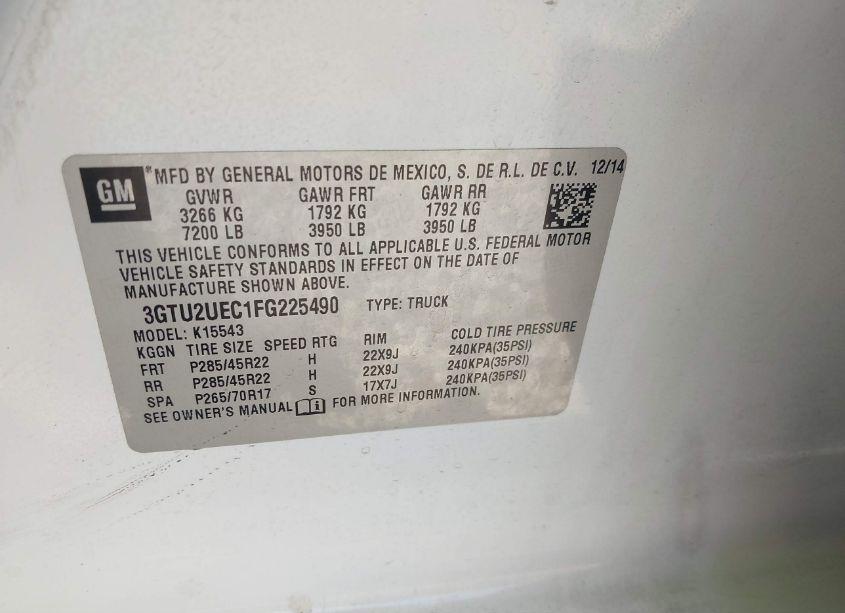 GM
*MFD BY GENERAL MOTORS DE MEXICO, S. DE R.L. DE C.V. 12/14
GVWR GAWR FRT GAWR RR
3266 KG 1792 KG 1792 KG
7200 LB 3950 LB 3950 LB
THIS VEHICLE CONFORMS TO ALL APPLICABLE U.S. FEDERAL MOTOR
VEHICLE SAFETY STANDARDS IN EFFECT ON THE DATE OF
MANUFACTURE SHOWN ABOVE.
3GTU2UEC1FG225490 TYPE: TRUCK
MODEL: K15543
KGGN TIRE SIZE SPEED RTG RIM COLD TIRE PRESSURE
FRT P285/45R22 H 22X9J 240KPA(35PSI)
RR P285/45R22 H 22X9J 240KPA(35PSI)
SPA P265/70R17 S 17X7J 240KPA(35PSI)
SEE OWNER'S MANUAL FOR MORE INFORMATION.